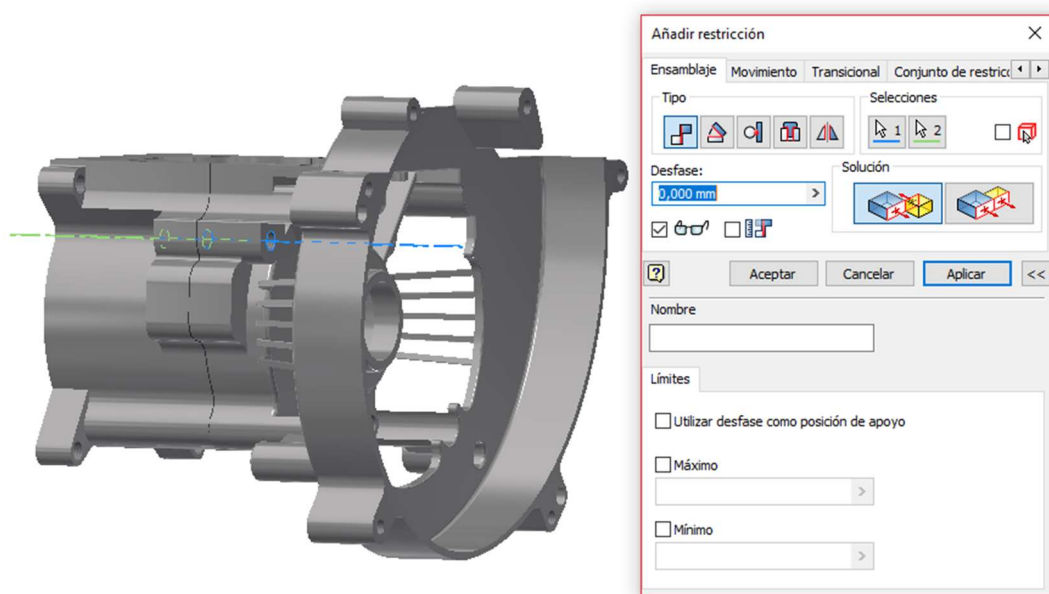 Añadir restricción
Ensamblaje Movimiento Transicional Conjunto de restricc
Tipo Selecciones
1 2
Desfase: Solución
0,000 mm
Aceptar Cancelar Aplicar <<
Nombre
Límites
Utilizar desfase como posición de apoyo
Máximo
Mínimo